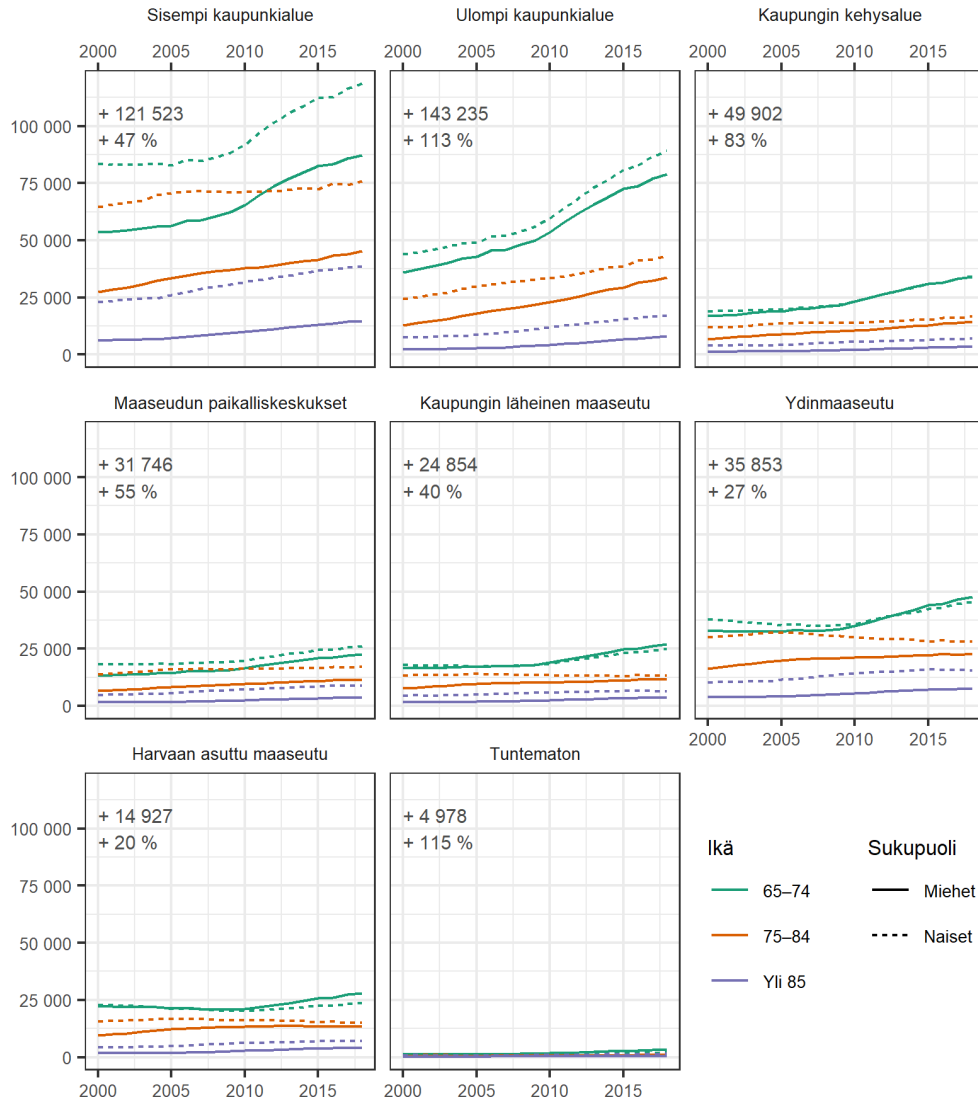 Sisempi kaupunkialue
Ulompi kaupunkialue
Kaupungin kehysalue
2000 2005 2010 2015
2000 2005 2010 2015
2000 2005 2010 2015
+ 121 523
+ 47 %
+ 143 235
+ 113 %
+ 49 902
+ 83 %
100 000
75 000
50 000
25 000
0
Maaseudun paikalliskeskukset
Kaupungin läheinen maaseutu
Ydinmaaseutu
+ 31 746
+ 55 %
+ 24 854
+ 40 %
+ 35 853
+ 27 %
100 000
75 000
50 000
25 000
0
2000 2005 2010 2015
Harvaan asuttu maaseutu
Tuntematon
+ 14 927
+ 20 %
+ 4 978
+ 115 %
100 000
75 000
50 000
25 000
0
2000 2005 2010 2015
2000 2005 2010 2015
Ikä
65–74
75–84
Yli 85
Sukupuoli
Miehet
Naiset